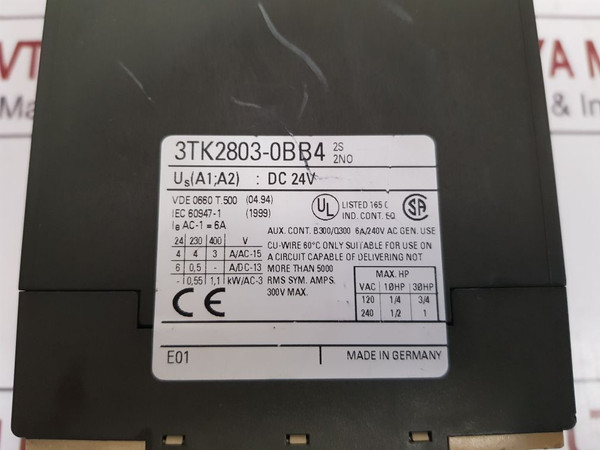 3TK2803-0BB4 2S
2NO
Us(A1;A2) : DC 24V
VDE 0660 T.500 (04.94)
IEC 60947-1 (1999)
Ie AC-1 = 6A
UL LISTED 165 C
IND. CONT. EQ
AUX. CONT. B300/Q300 6A/240V AC GEN. USE
24 230 400 V
4 4 3 A/AC-15
6 0,5 - A/DC-13
- 0,55 1,1 kW/AC-3
CU-WIRE 60°C ONLY SUITABLE FOR USE ON
A CIRCUIT CAPABLE OF DELIVERING NOT
MORE THAN 5000
RMS SYM. AMPS.
300V MAX.
MAX. HP
VAC 1ØHP 3ØHP
120 1/4 3/4
240 1/2 1
CE
E01 MADE IN GERMANY